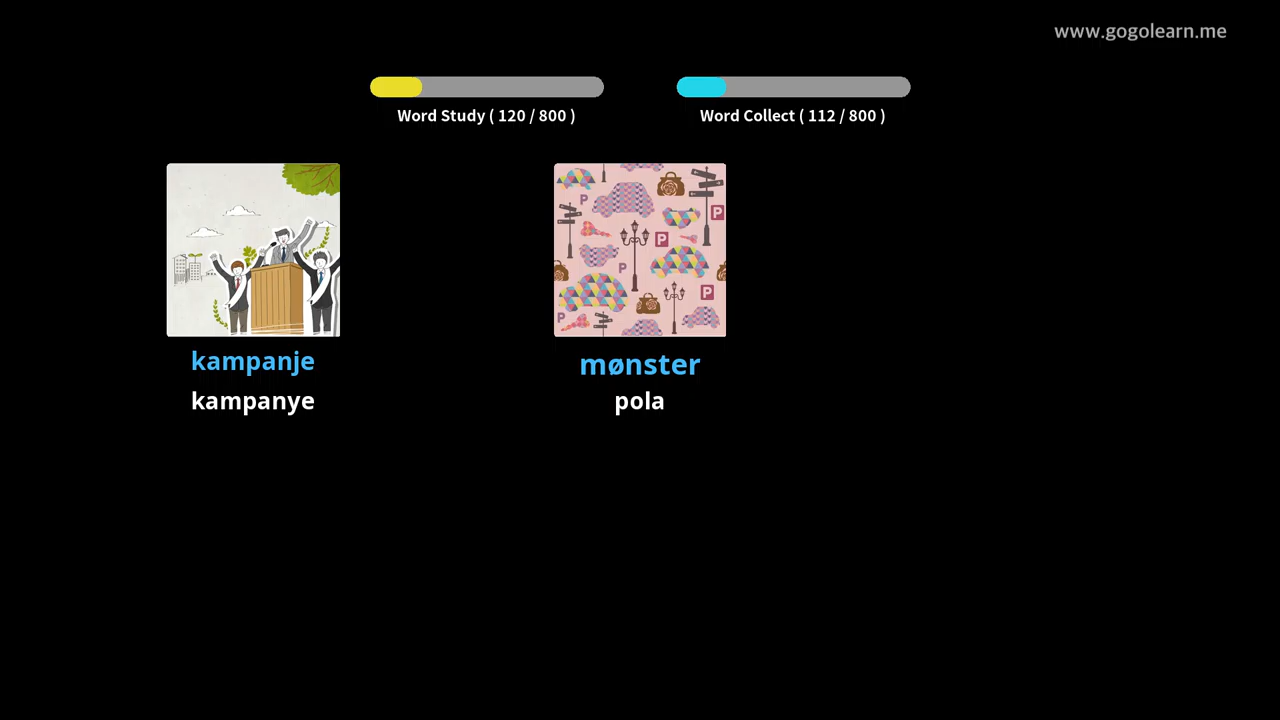 www.gogolearn.me
Word Study ( 120 / 800 )
Word Collect ( 112 / 800 )
P
P
P
P
P
P
kampanje
mønster
kampanye
pola